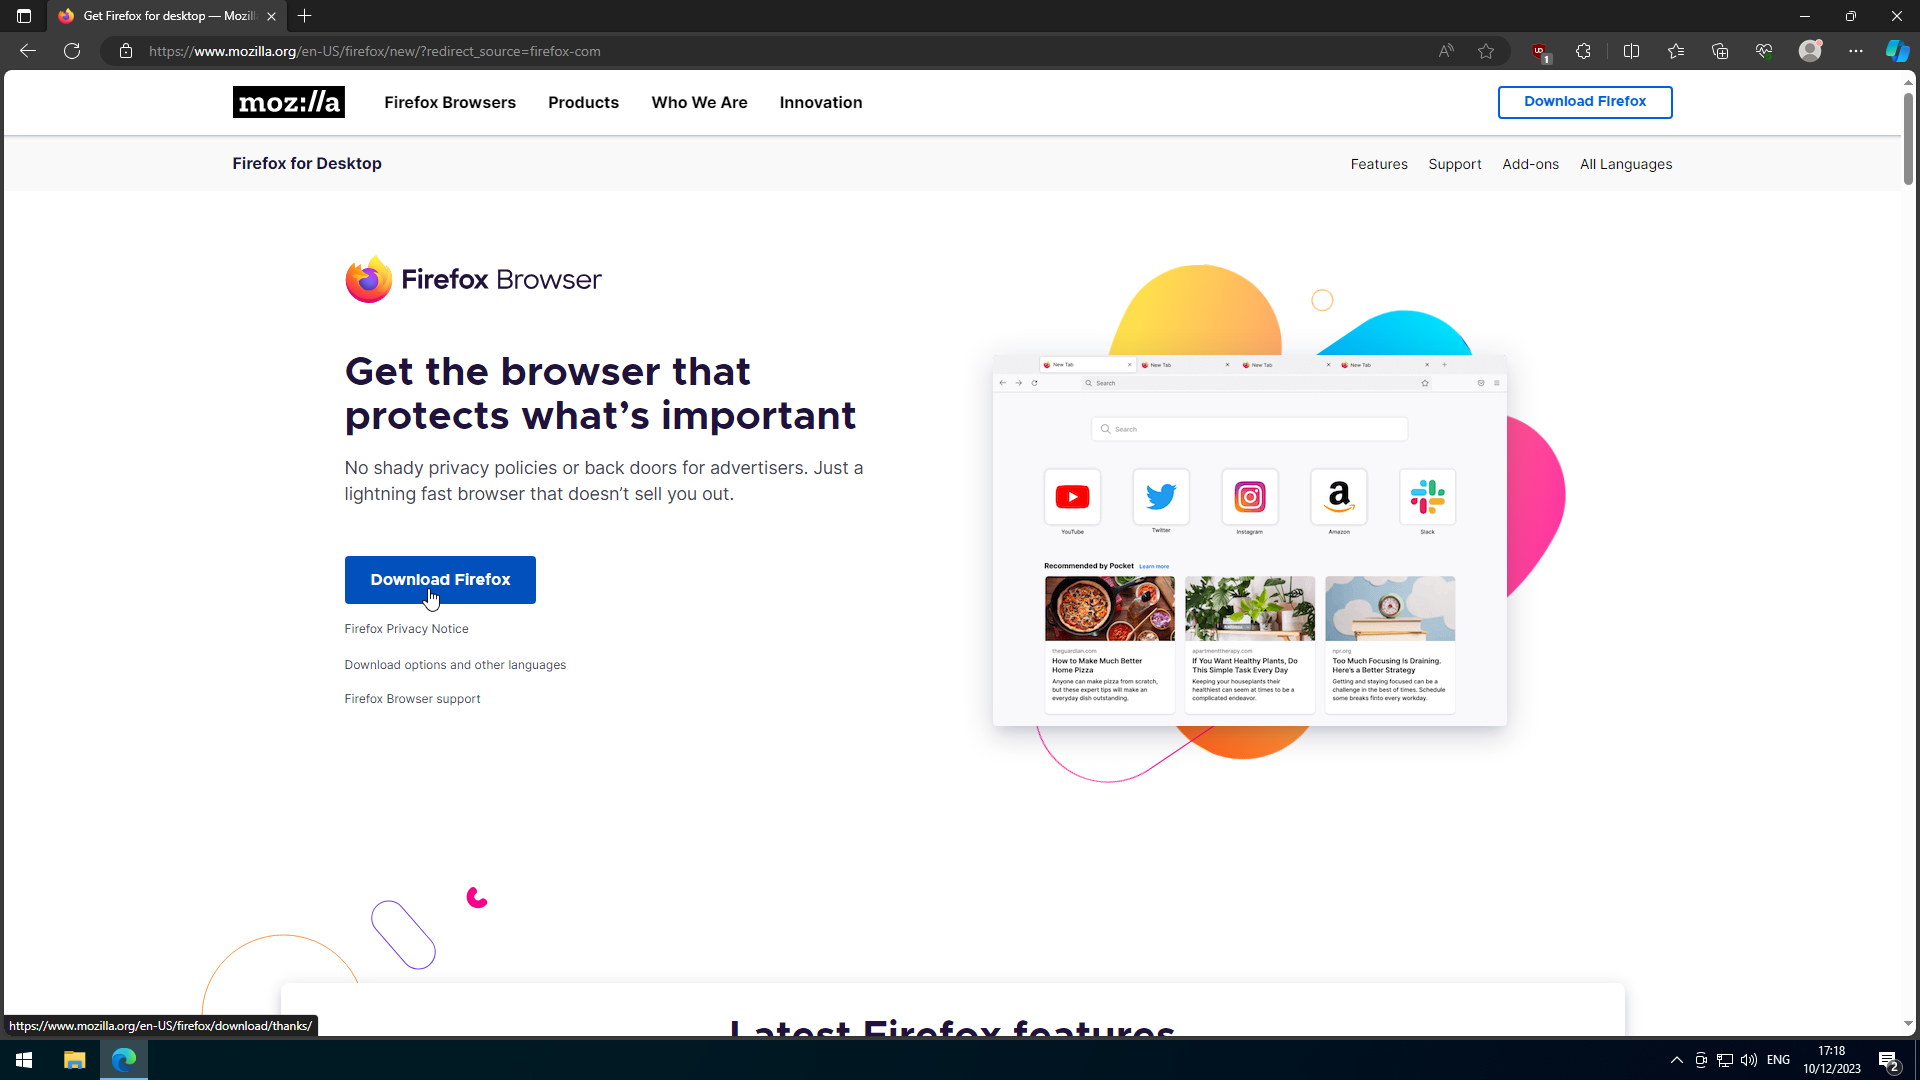 Get Firefox for desktop — Mozill
https://www.mozilla.org/en-US/firefox/new/?redirect_source=firefox-com
1
moz://a
Firefox Browsers
Products
Who We Are
Innovation
Download Firefox
Firefox for Desktop
Features
Support
Add-ons
All Languages
Firefox Browser
Get the browser that
protects what’s important
No shady privacy policies or back doors for advertisers. Just a
lightning fast browser that doesn’t sell you out.
Download Firefox
Firefox Privacy Notice
Download options and other languages
Firefox Browser support
New Tab
New Tab
New Tab
New Tab
Search
Search
YouTube
Twitter
Instagram
Amazon
Slack
Recommended by Pocket Learn more
theguardian.com
How to Make Much Better
Home Pizza
Anyone can make pizza from scratch,
but these expert tips will make an
everyday dish outstanding.
apartmenttherapy.com
If You Want Healthy Plants, Do
This Simple Task Every Day
Keeping your houseplants their
healthiest can seem at times to be a
complicated endeavor.
npr.org
Too Much Focusing Is Draining.
Here’s a Better Strategy
Getting and staying focused can be a
challenge in the best of times. Schedule
some breaks finto every workday.
Latest Firefox features
https://www.mozilla.org/en-US/firefox/download/thanks/
ENG
17:18
10/12/2023
2